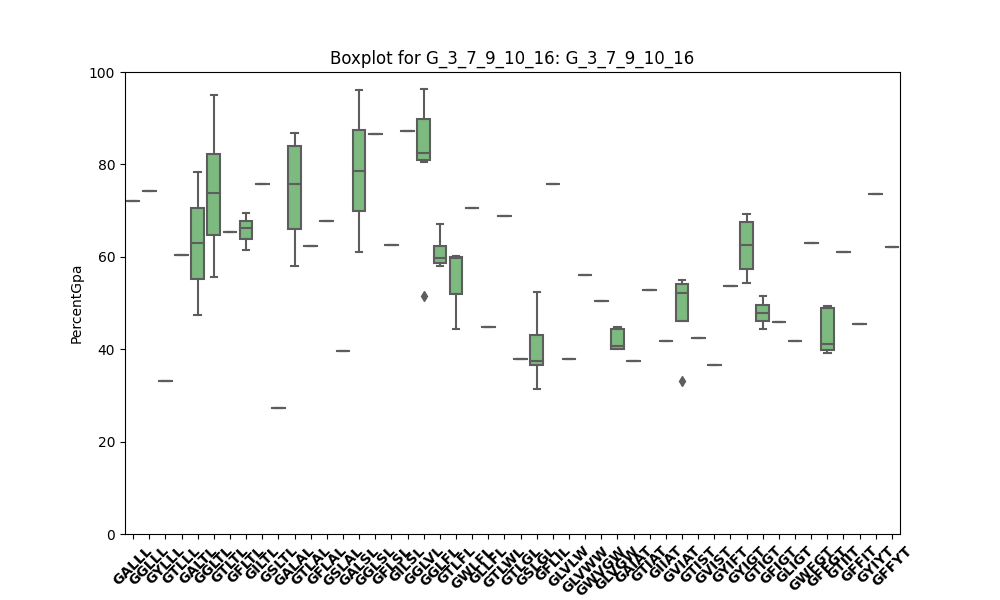 Boxplot for G_3_7_9_10_16: G_3_7_9_10_16
100
80
60
40
20
0
PercentGpa
GALLL
GGLLL
GYLLL
GTLLL
GALTL
GGLTL
GTLTL
GFLTL
GILTL
GSLTL
GALAL
GTLAL
GFLAL
GSLAL
GALSL
GGLSL
GFLSL
GILSL
GGLVL
GGLFL
GTLFL
GWLFL
GLLFL
GTLWL
GTLGL
GSLGL
GFLIL
GLVLW
GLVWW
GWVGW
GLVGW
GAIAT
GTIAT
GIIAT
GVIAT
GTIST
GVIST
GYIFT
GYIGT
GTIGT
GFIGT
GLIGT
GWFGT
GFFGT
GFFIT
GYIYT
GFFYT